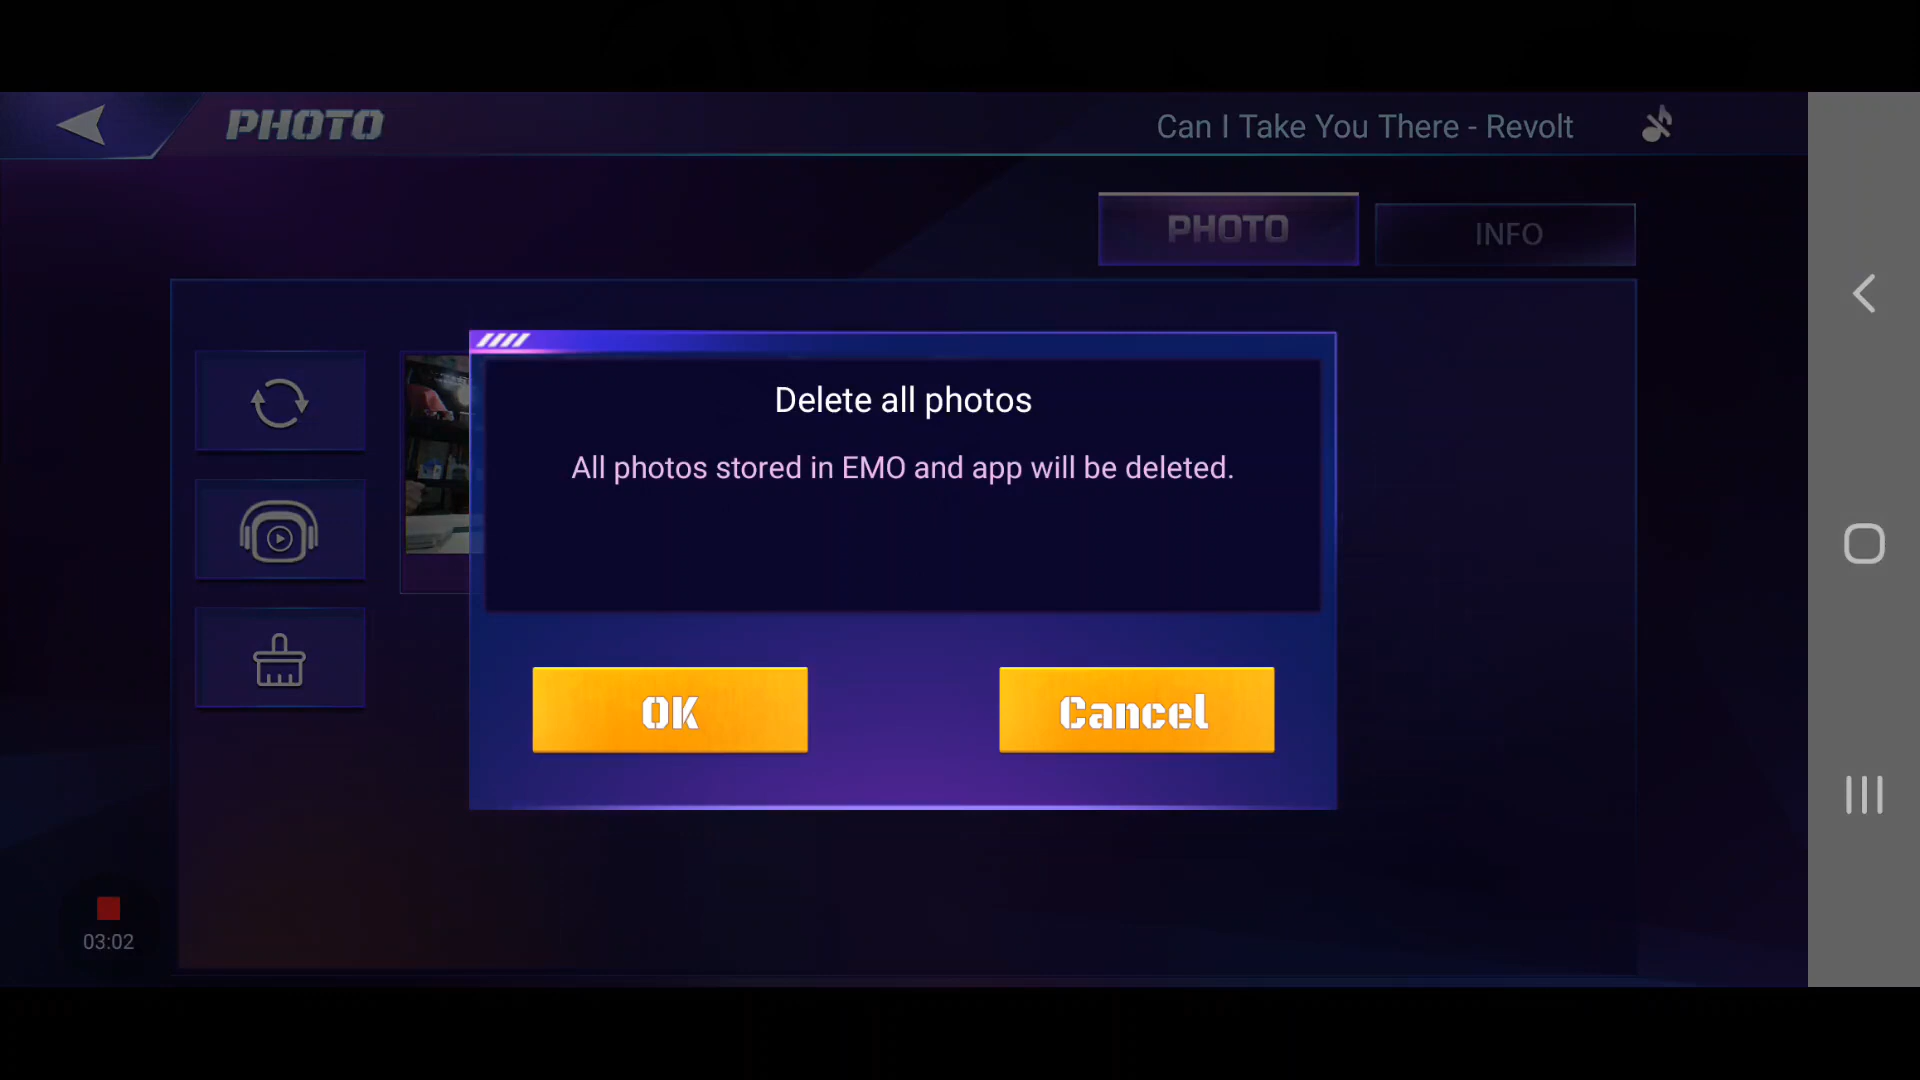 PHOTO
Can I Take You There - Revolt
PHOTO
INFO
Delete all photos
All photos stored in EMO and app will be deleted.
OK
Cancel
03:02